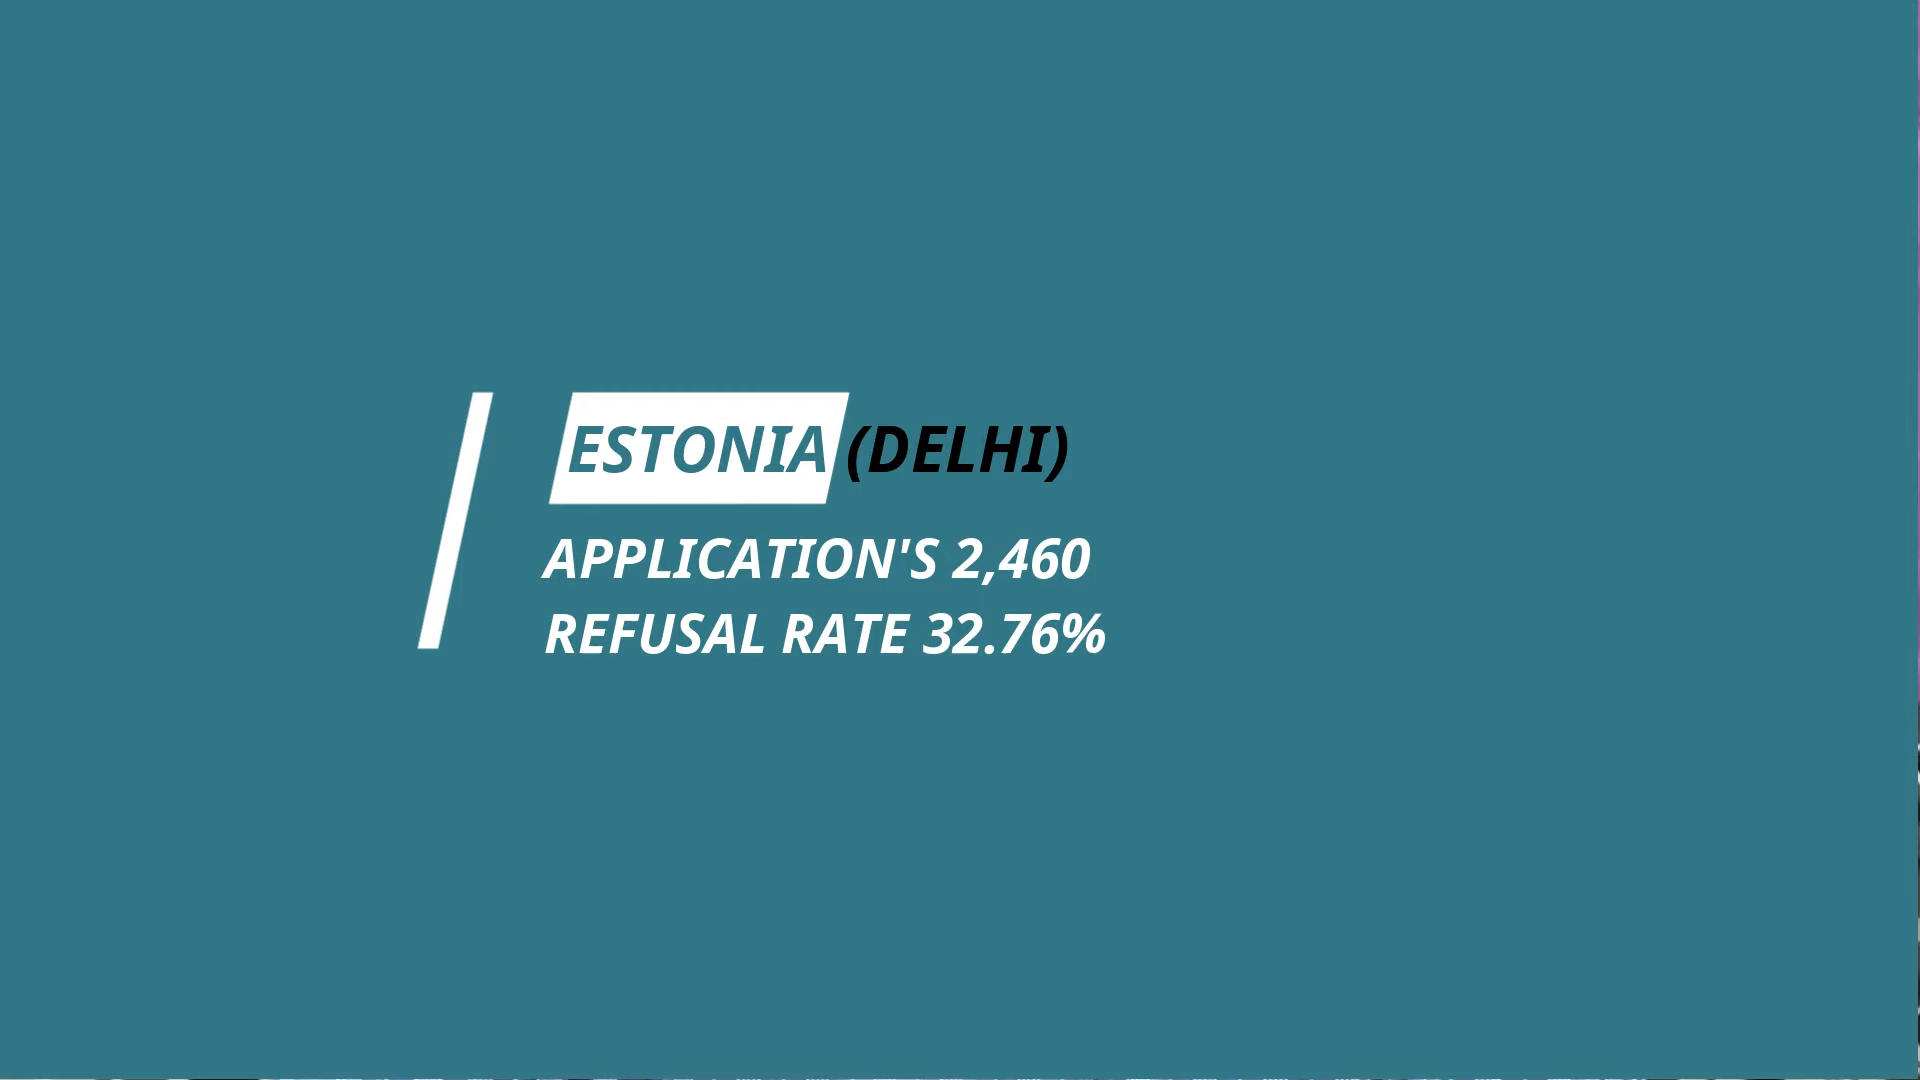 ESTONIA (DELHI)
APPLICATION'S 2,460
REFUSAL RATE 32.76%